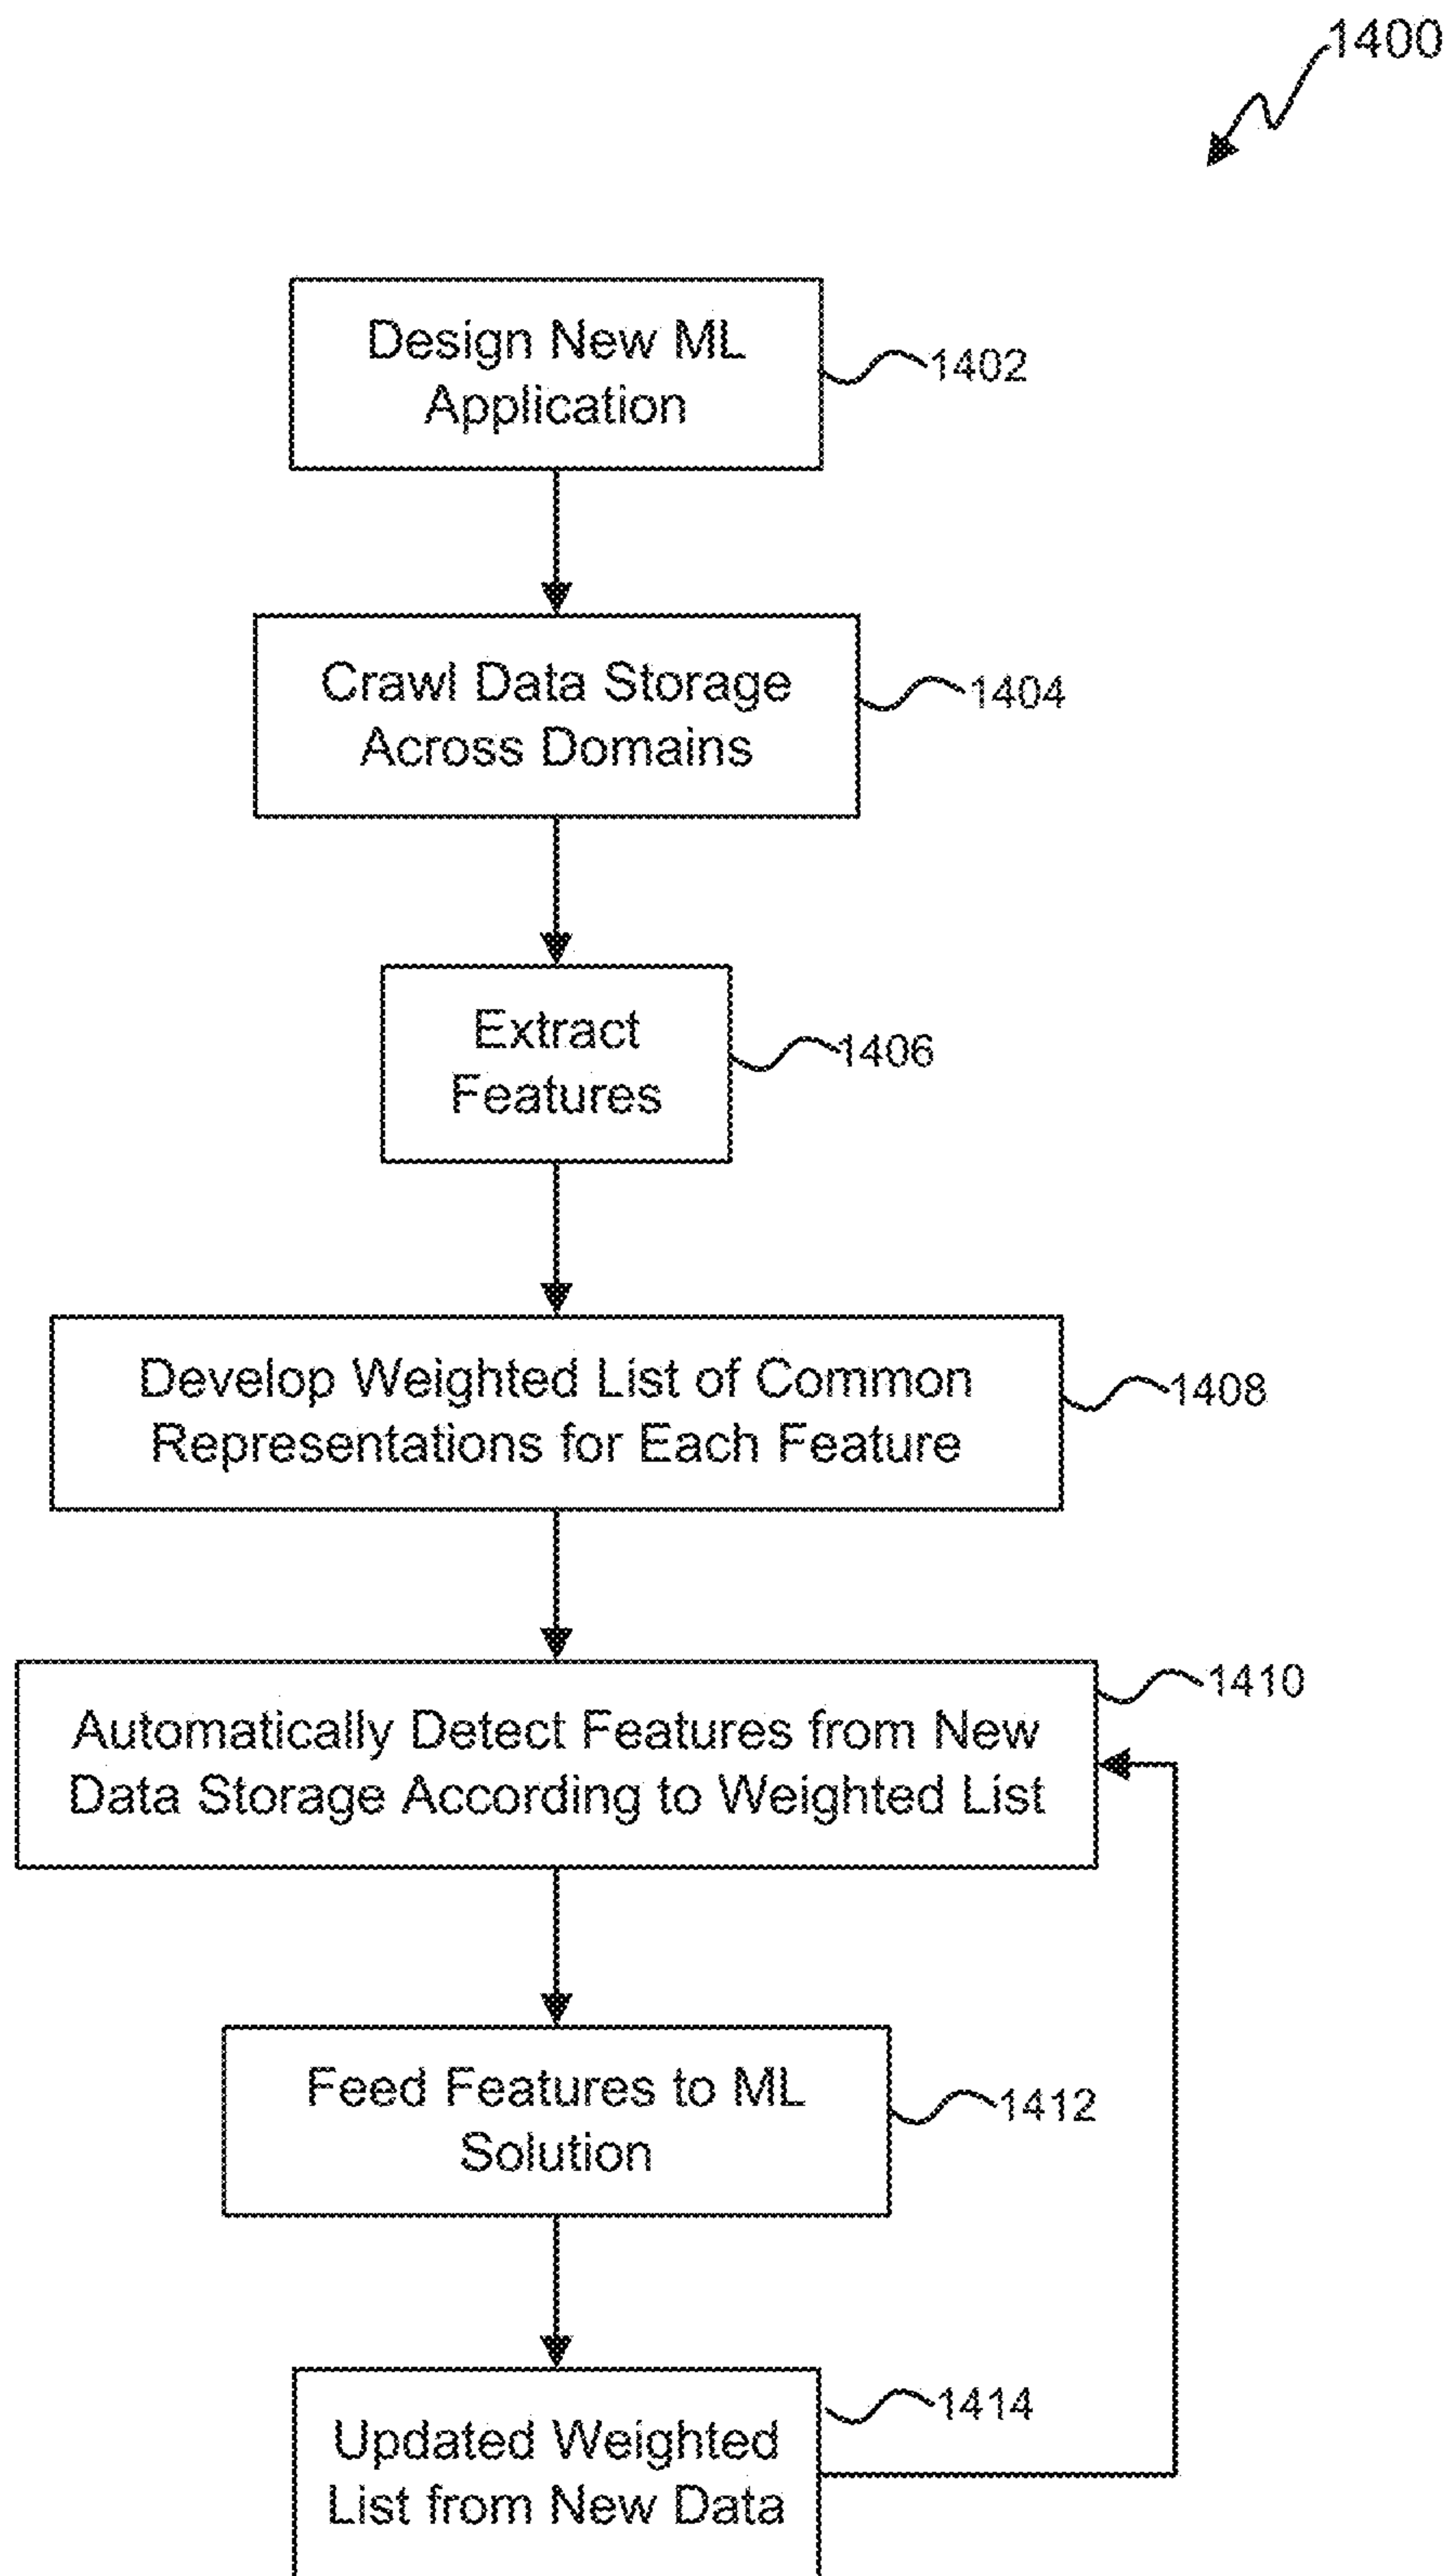 1400
Design New ML
Application
1402
Crawl Data Storage
Across Domains
1404
Extract
Features
1406
Develop Weighted List of Common
Representations for Each Feature
1408
Automatically Detect Features from New
Data Storage According to Weighted List
1410
Feed Features to ML
Solution
1412
Updated Weighted
List from New Data
1414